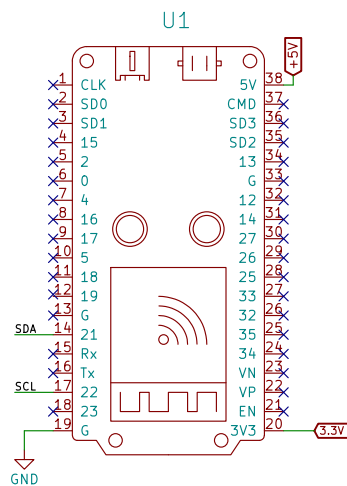 U1
+5V
1 CLK 5V 38
2 SD0 CMD 37
3 SD1 SD3 36
4 15 SD2 35
5 2 13 34
6 0 G 33
7 4 12 32
8 16 14 31
9 17 27 30
10 5 26 29
11 18 25 28
12 19 33 27
13 G 32 26
SDA 14 21 35 25
15 Rx 34 24
16 Tx VN 23
SCL 17 22 VP 22
18 23 EN 21
19 G 3V3 20 3.3V
GND